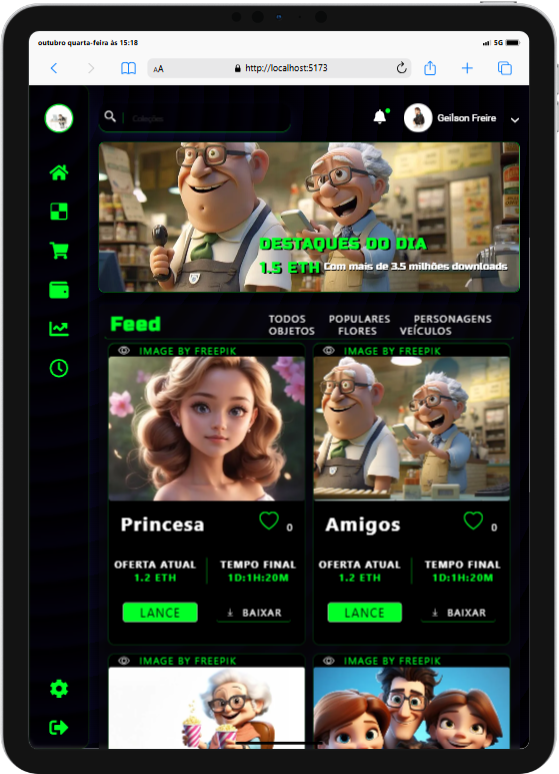 outubro quarta-feira às 15:18
5G
AA
http://localhost:5173
Coleções
Geilson Freire
DESTAQUES DO DIA
1.5 ETH Com mais de 3.5 milhões downloads
Feed
TODOS POPULARES PERSONAGENS
OBJETOS FLORES VEÍCULOS
IMAGE BY FREEPIK
IMAGE BY FREEPIK
Princesa
0
Amigos
0
OFERTA ATUAL
1.2 ETH
TEMPO FINAL
1D:1H:20M
OFERTA ATUAL
1.2 ETH
TEMPO FINAL
1D:1H:20M
LANCE
BAIXAR
LANCE
BAIXAR
IMAGE BY FREEPIK
IMAGE BY FREEPIK